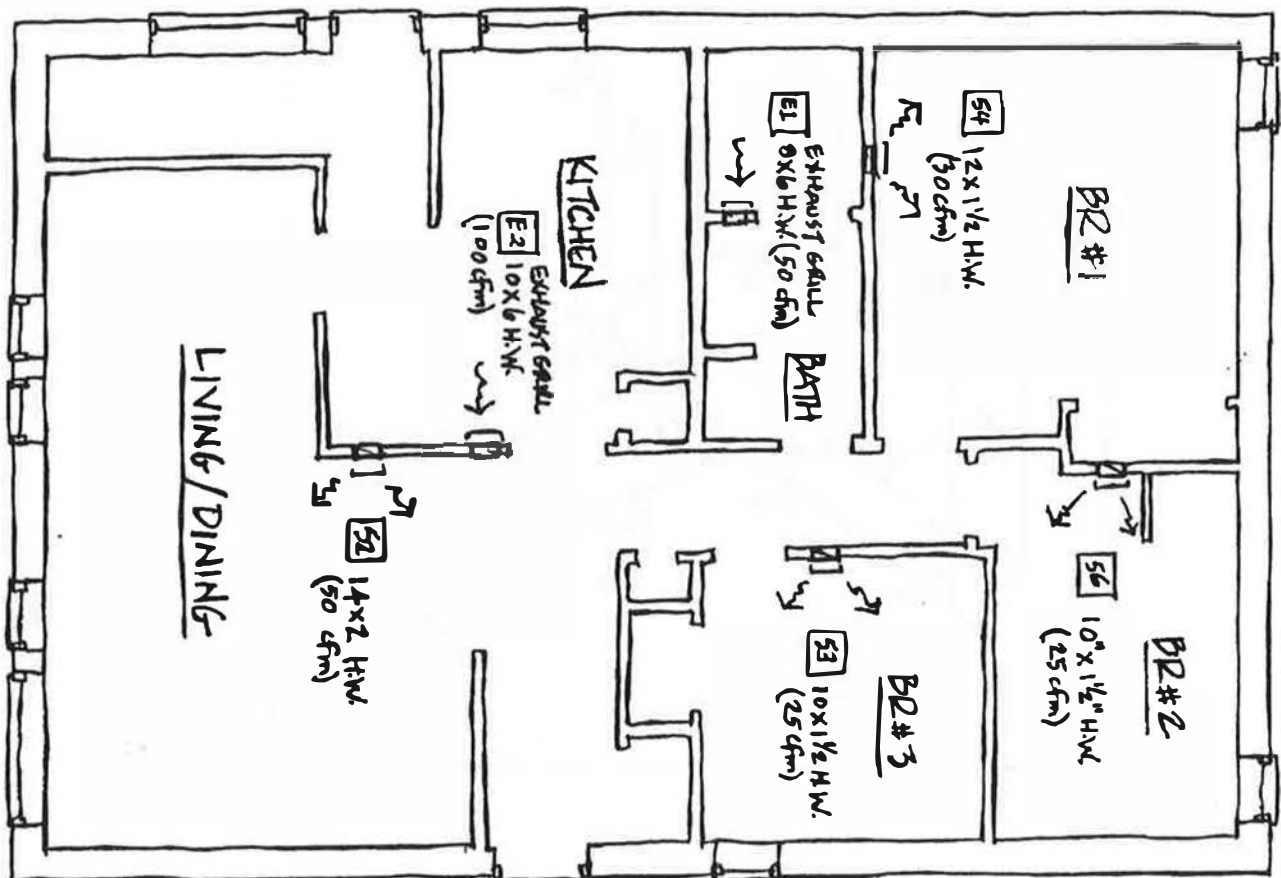 BR #1
S4 12x1½ H.W.
(30 cfm)
BR #2
S6 10"x1½" H.W.
(25 cfm)
BR #3
S3 10x1½ H.W.
(25 cfm)
EXHAUST GRILL
E1 8x6 H.W. (50 cfm)
BATH
KITCHEN
EXHAUST GRILL
E2 10x6 H.W.
(100 cfm)
S2 14x2 H.W.
(50 cfm)
LIVING/DINING